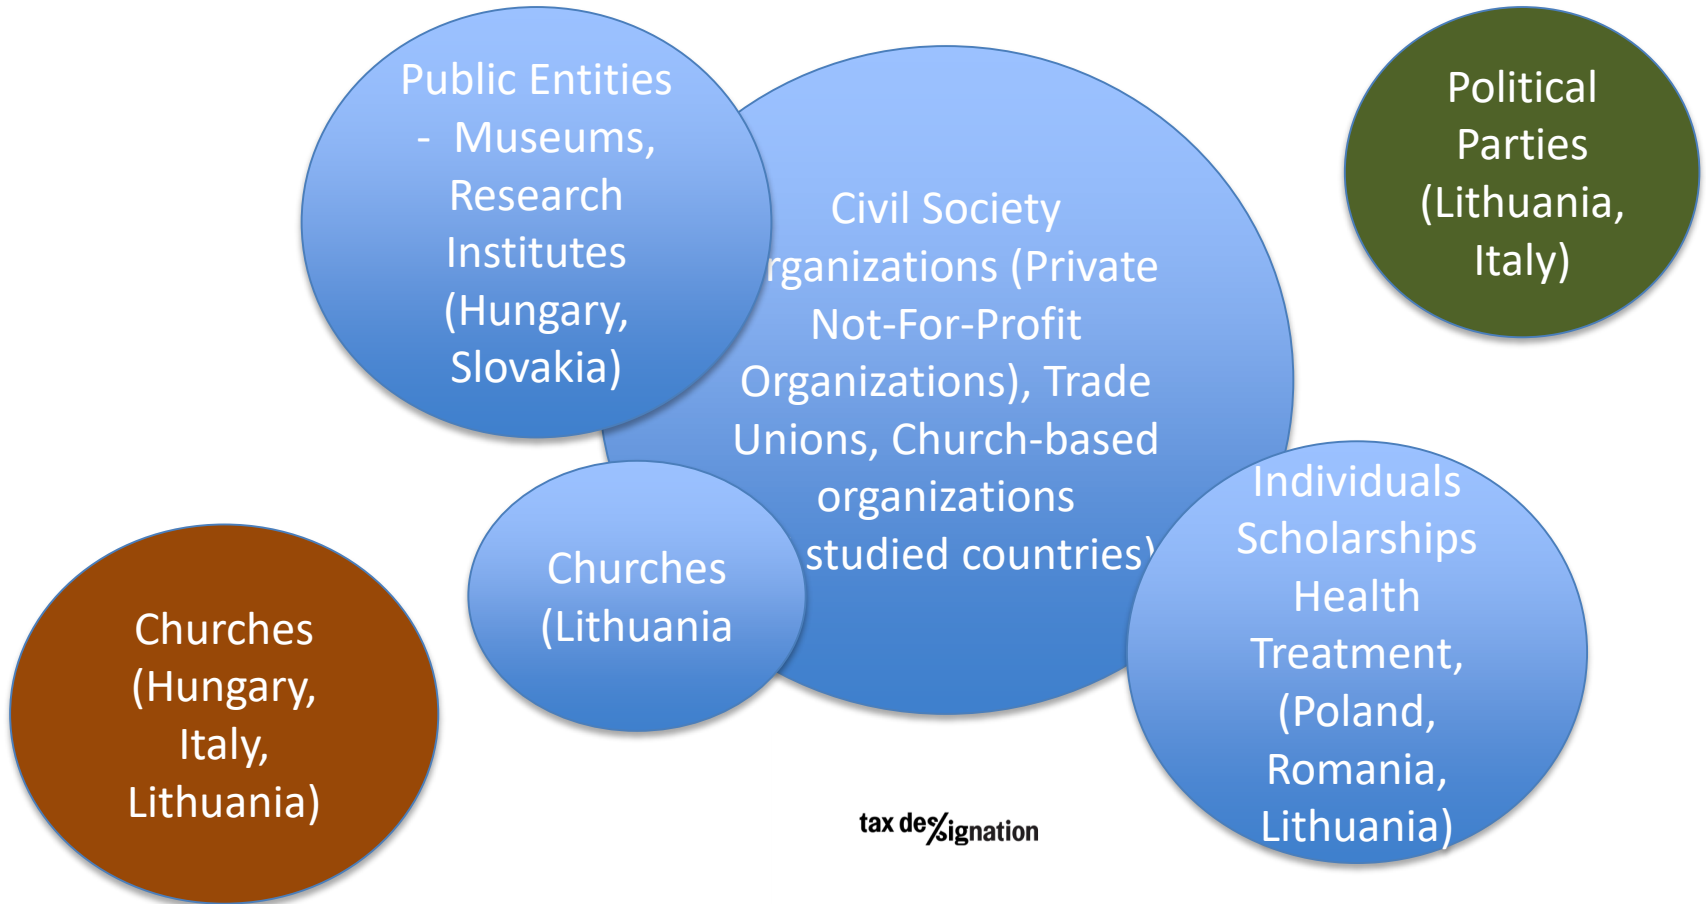 Public Entities
- Museums,
Research
Institutes
(Hungary,
Slovakia)
Civil Society
rganizations (Private
Not-For-Profit
Organizations), Trade
Unions, Church-based
organizations
studied countries)
Political
Parties
(Lithuania,
Italy)
Churches
(Lithuania
Individuals
Scholarships
Health
Treatment,
(Poland,
Romania,
Lithuania)
Churches
(Hungary,
Italy,
Lithuania)
tax des%ignation